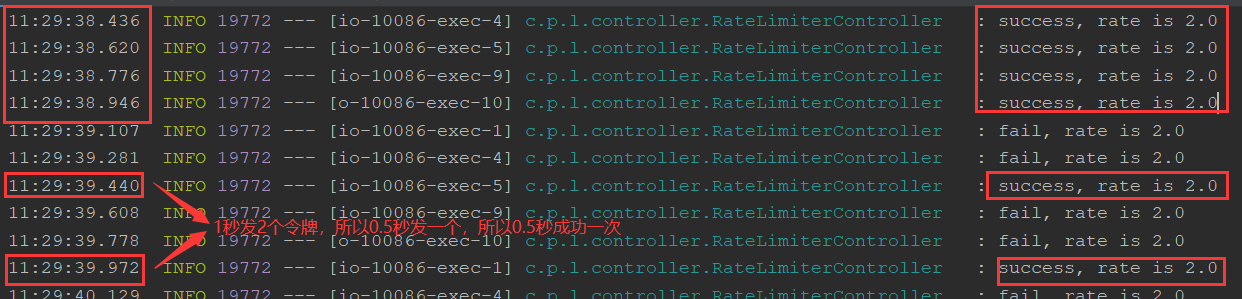 11:29:38.436 INFO 19772 --- [io-10086-exec-4] c.p.l.controller.RateLimiterController : success, rate is 2.0
11:29:38.620 INFO 19772 --- [io-10086-exec-5] c.p.l.controller.RateLimiterController : success, rate is 2.0
11:29:38.776 INFO 19772 --- [io-10086-exec-9] c.p.l.controller.RateLimiterController : success, rate is 2.0
11:29:38.946 INFO 19772 --- [o-10086-exec-10] c.p.l.controller.RateLimiterController : success, rate is 2.0
11:29:39.107 INFO 19772 --- [io-10086-exec-1] c.p.l.controller.RateLimiterController : fail, rate is 2.0
11:29:39.281 INFO 19772 --- [io-10086-exec-4] c.p.l.controller.RateLimiterController : fail, rate is 2.0
11:29:39.440 INFO 19772 --- [io-10086-exec-5] c.p.l.controller.RateLimiterController : success, rate is 2.0
11:29:39.608 INFO 19772 --- [io-10086-exec-9] c.p.l.controller.RateLimiterController : fail, rate is 2.0
1秒发2个令牌，所以0.5秒发一个，所以0.5秒成功一次
11:29:39.778 INFO 19772 --- [o-10086-exec-10] c.p.l.controller.RateLimiterController : fail, rate is 2.0
11:29:39.972 INFO 19772 --- [io-10086-exec-1] c.p.l.controller.RateLimiterController : success, rate is 2.0
11:29:40.129 INFO 19772 --- [io-10086-exec-4] c.p.l.controller.RateLimiterController : fail, rate is 2.0